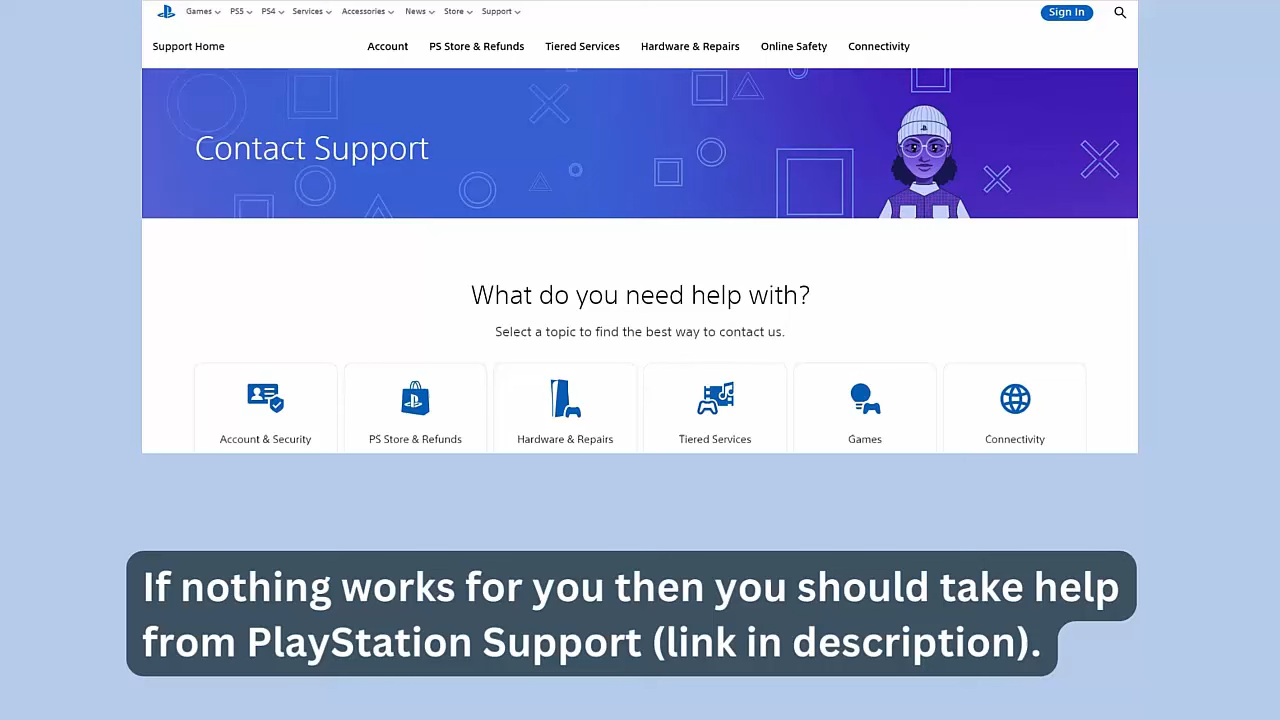 Games PS5 PS4 Services Accessories News Store Support Sign In
Support Home Account PS Store & Refunds Tiered Services Hardware & Repairs Online Safety Connectivity
Contact Support
What do you need help with?
Select a topic to find the best way to contact us.
Account & Security PS Store & Refunds Hardware & Repairs Tiered Services Games Connectivity
If nothing works for you then you should take help
from PlayStation Support (link in description).